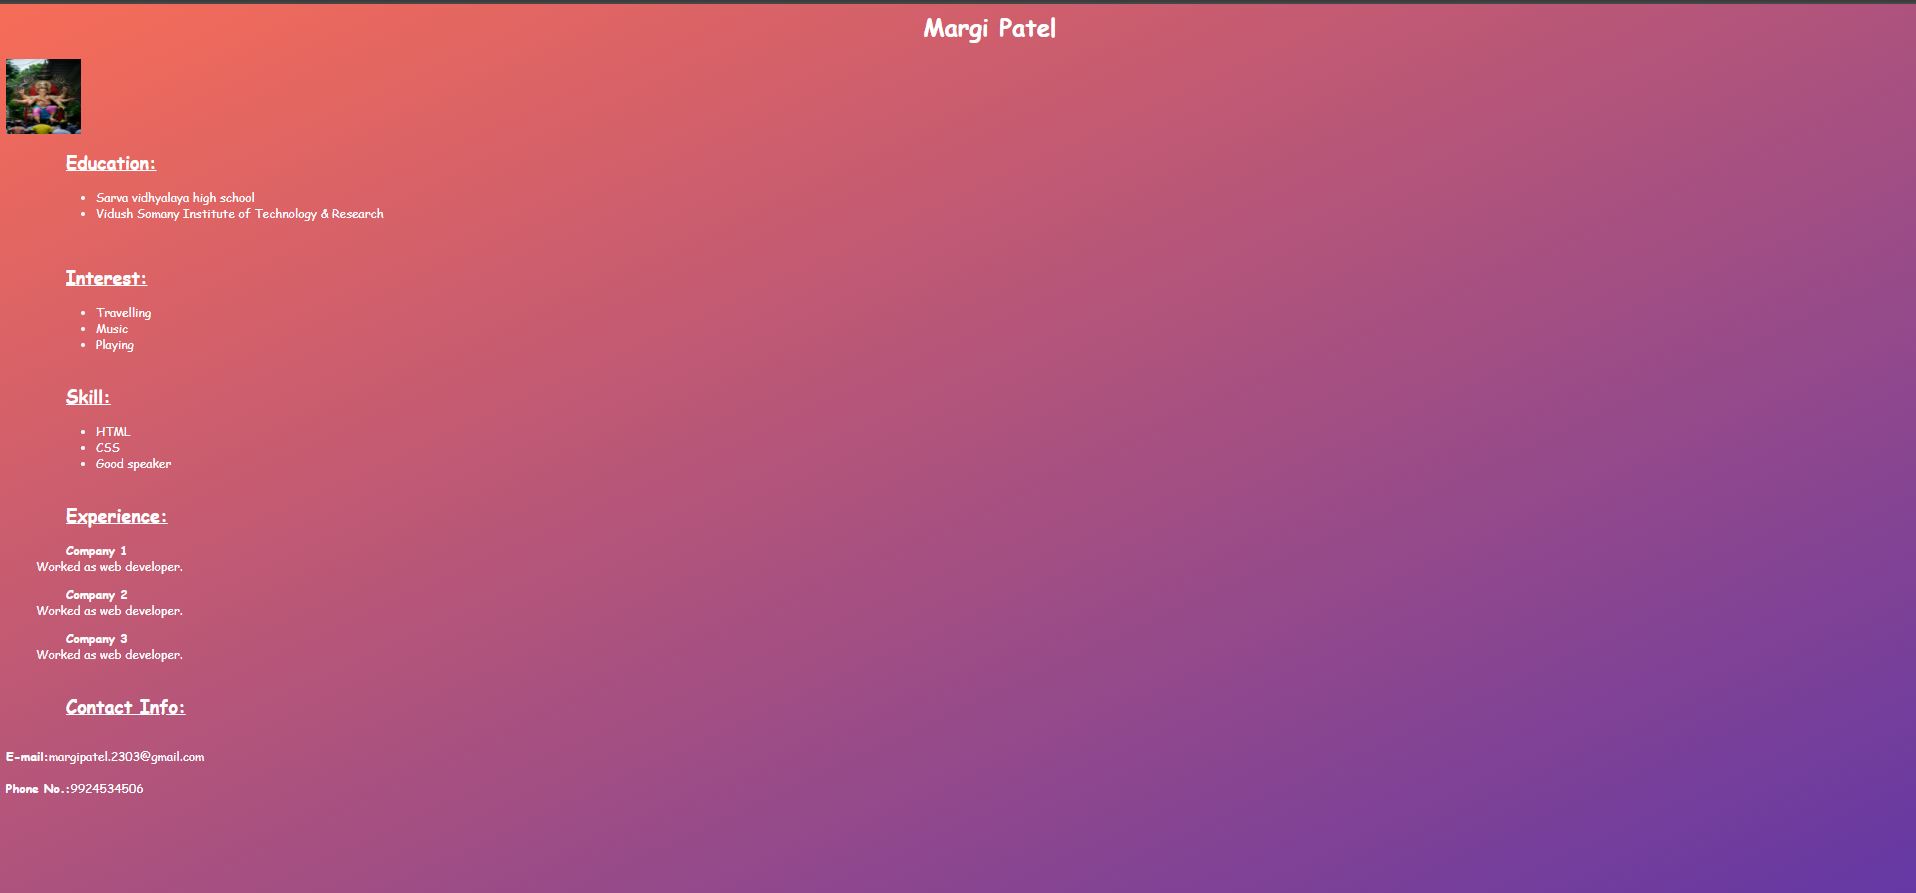 Margi Patel
Education:
Sarva vidhyalaya high school
Vidush Somany Institute of Technology & Research
Interest:
Travelling
Music
Playing
Skill:
HTML
CSS
Good speaker
Experience:
Company 1
Worked as web developer.
Company 2
Worked as web developer.
Company 3
Worked as web developer.
Contact Info:
E-mail:margipatel.2303@gmail.com
Phone No.:9924534506